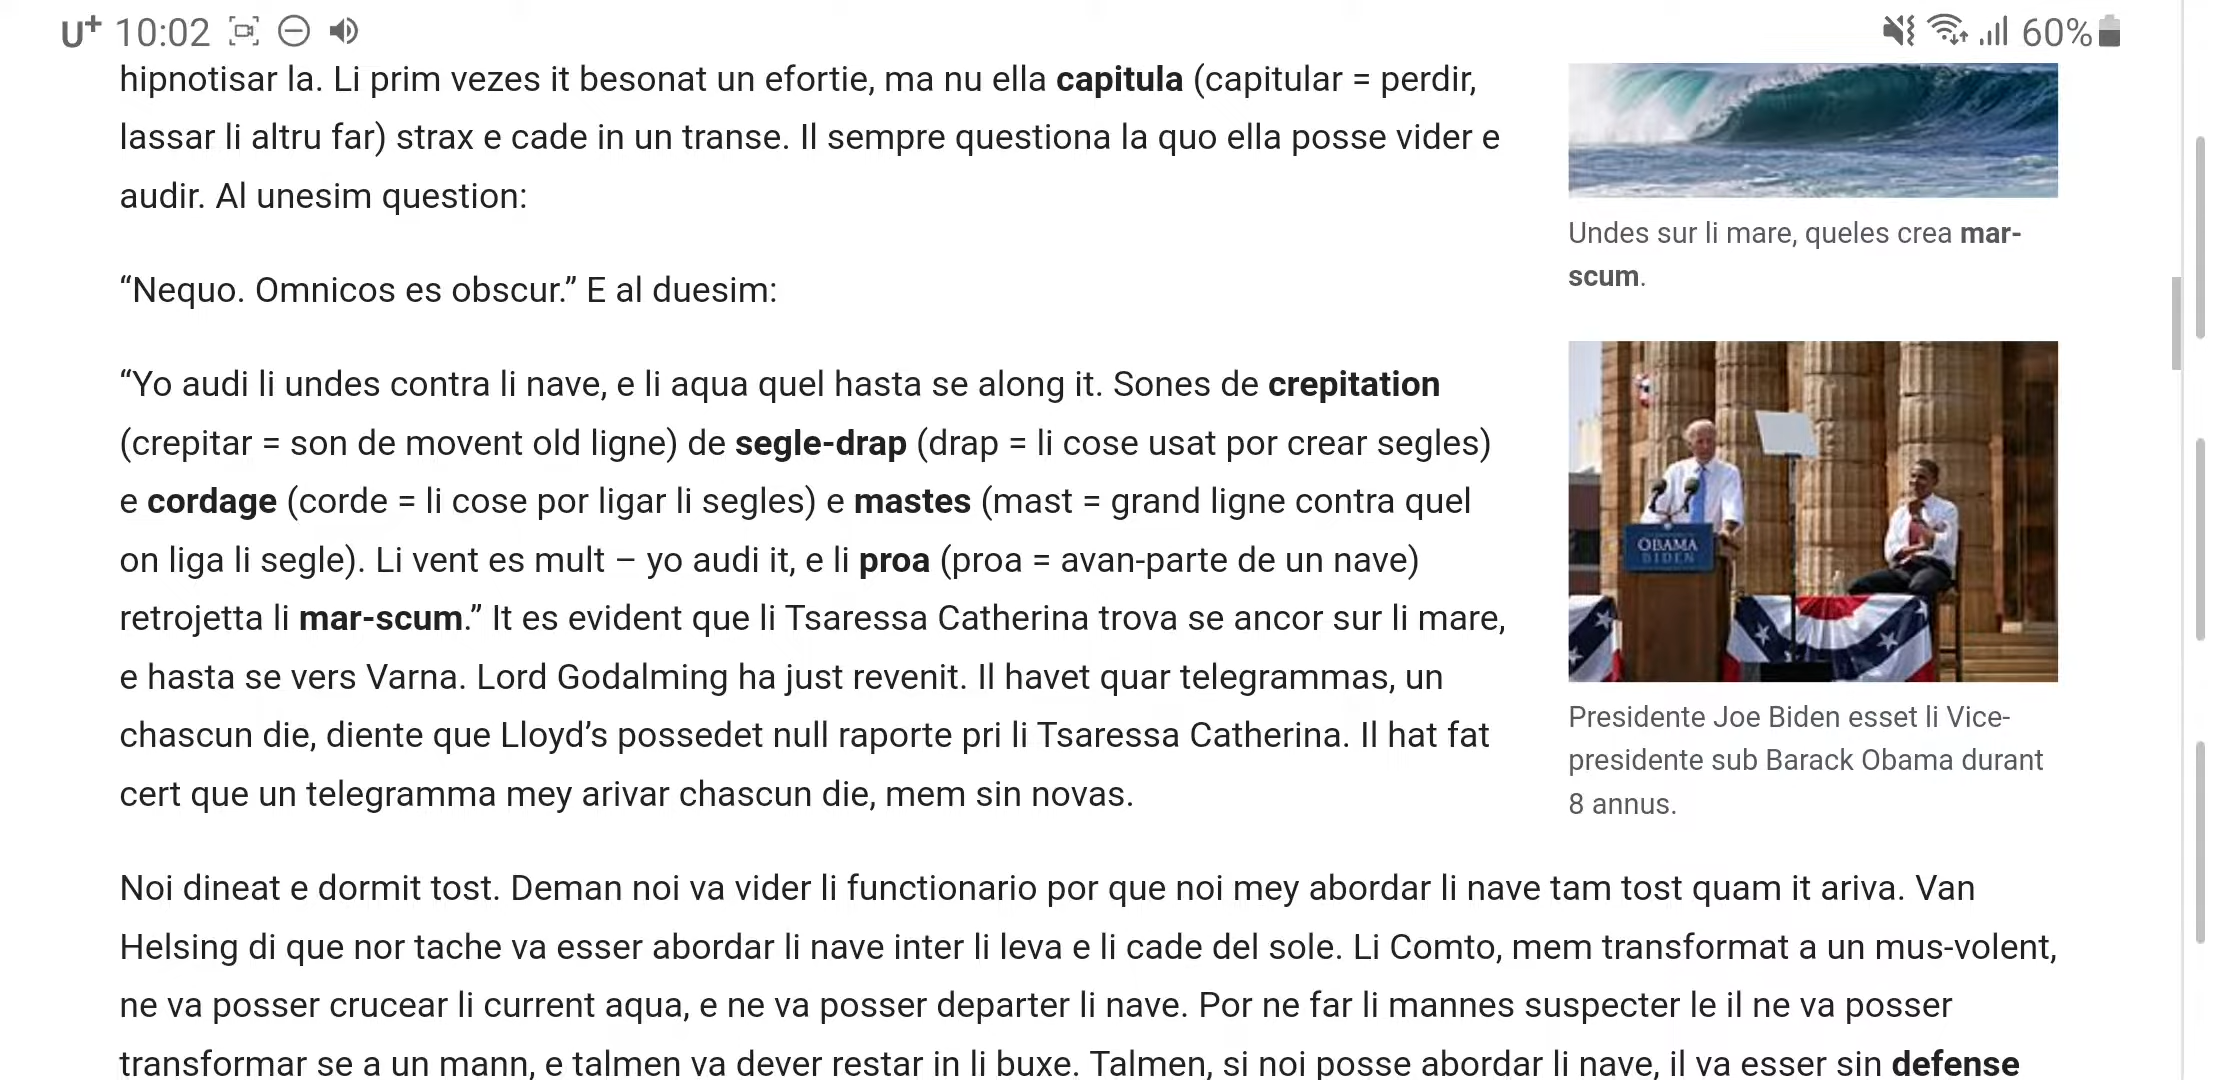 U+ 10:02
60%
hipnotisar la. Li prim vezes it besonat un efortie, ma nu ella capitula (capitular = perdir,
lassar li altru far) strax e cade in un transe. Il sempre questiona la quo ella posse vider e
audir. Al unesim question:
“Nequo. Omnicos es obscur.” E al duesim:
“Yo audi li undes contra li nave, e li aqua quel hasta se along it. Sones de crepitation
(crepitar = son de movent old ligne) de segle-drap (drap = li cose usat por crear segles)
e cordage (corde = li cose por ligar li segles) e mastes (mast = grand ligne contra quel
on liga li segle). Li vent es mult – yo audi it, e li proa (proa = avan-parte de un nave)
retrojetta li mar-scum.” It es evident que li Tsaressa Catherina trova se ancor sur li mare,
e hasta se vers Varna. Lord Godalming ha just revenit. Il havet quar telegrammas, un
chascun die, diente que Lloyd’s possedet null raporte pri li Tsaressa Catherina. Il hat fat
cert que un telegramma mey arivar chascun die, mem sin novas.
Undes sur li mare, queles crea mar-
scum.
OBAMA
BIDEN
Presidente Joe Biden esset li Vice-
presidente sub Barack Obama durant
8 annus.
Noi dineat e dormit tost. Deman noi va vider li functionario por que noi mey abordar li nave tam tost quam it ariva. Van
Helsing di que nor tache va esser abordar li nave inter li leva e li cade del sole. Li Comto, mem transformat a un mus-volent,
ne va posser crucear li current aqua, e ne va posser departer li nave. Por ne far li mannes suspecter le il ne va posser
transformar se a un mann, e talmen va dever restar in li buxe. Talmen, si noi posse abordar li nave, il va esser sin defense